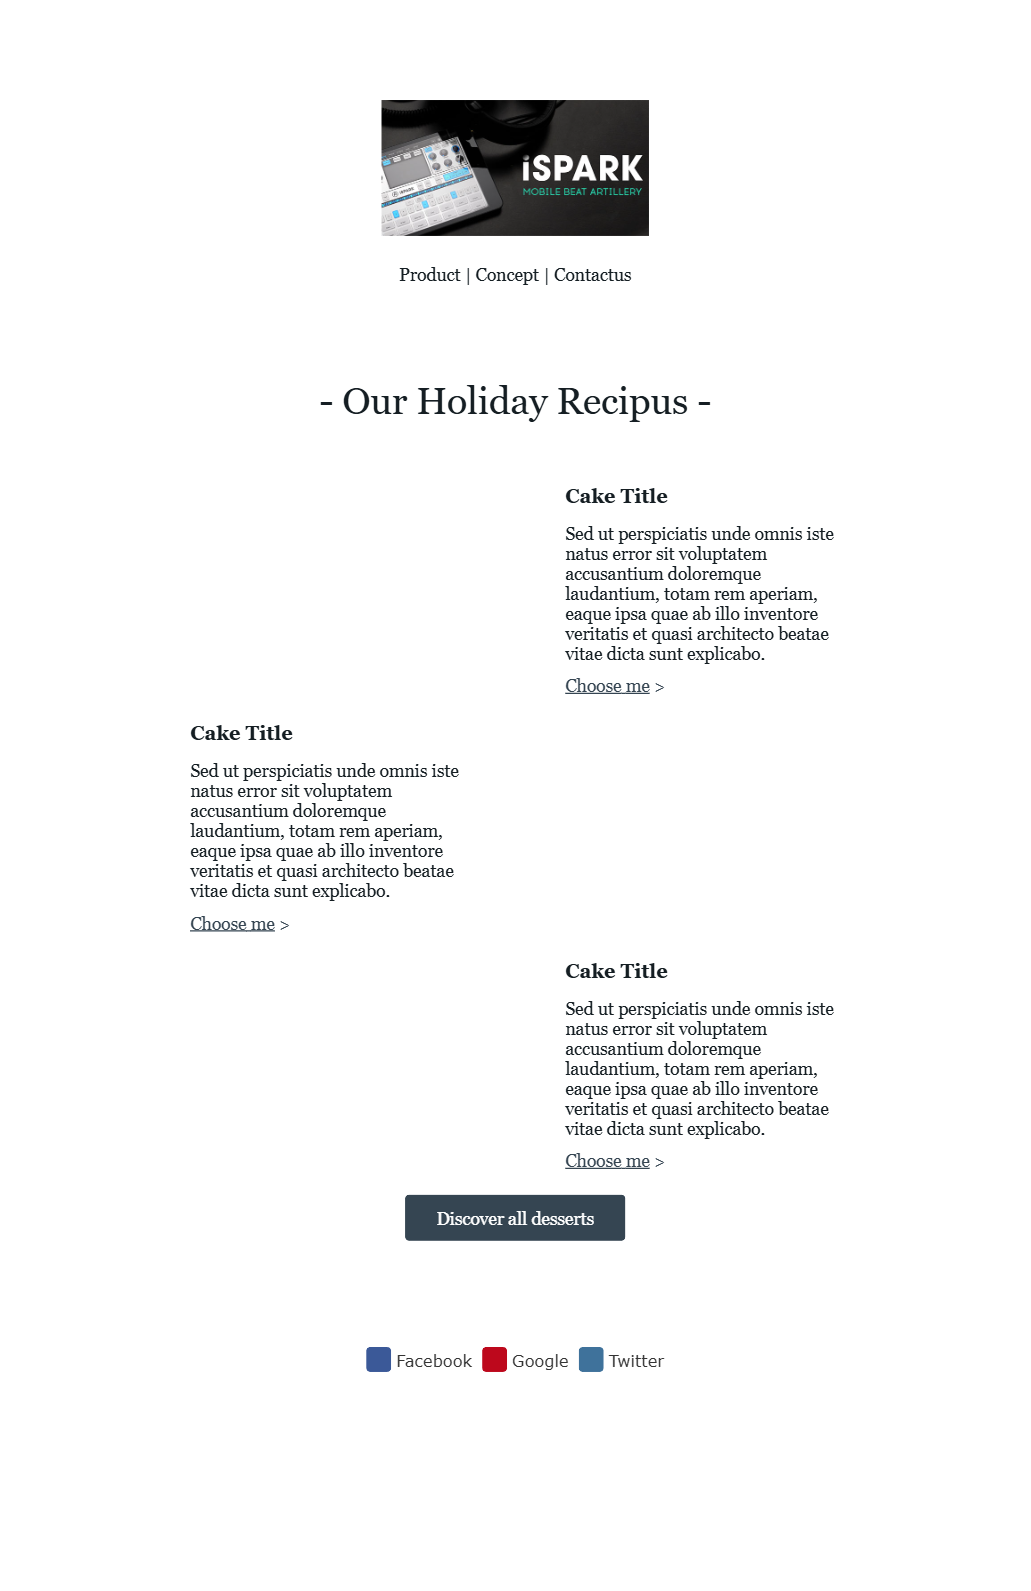 iSPARK
MOBILE BEAT ARTILLERY
Product | Concept | Contactus
- Our Holiday Recipus -
Cake Title
Sed ut perspiciatis unde omnis iste
natus error sit voluptatem
accusantium doloremque
laudantium, totam rem aperiam,
eaque ipsa quae ab illo inventore
veritatis et quasi architecto beatae
vitae dicta sunt explicabo.
Choose me >
Cake Title
Sed ut perspiciatis unde omnis iste
natus error sit voluptatem
accusantium doloremque
laudantium, totam rem aperiam,
eaque ipsa quae ab illo inventore
veritatis et quasi architecto beatae
vitae dicta sunt explicabo.
Choose me >
Cake Title
Sed ut perspiciatis unde omnis iste
natus error sit voluptatem
accusantium doloremque
laudantium, totam rem aperiam,
eaque ipsa quae ab illo inventore
veritatis et quasi architecto beatae
vitae dicta sunt explicabo.
Choose me >
Discover all desserts
Facebook Google Twitter